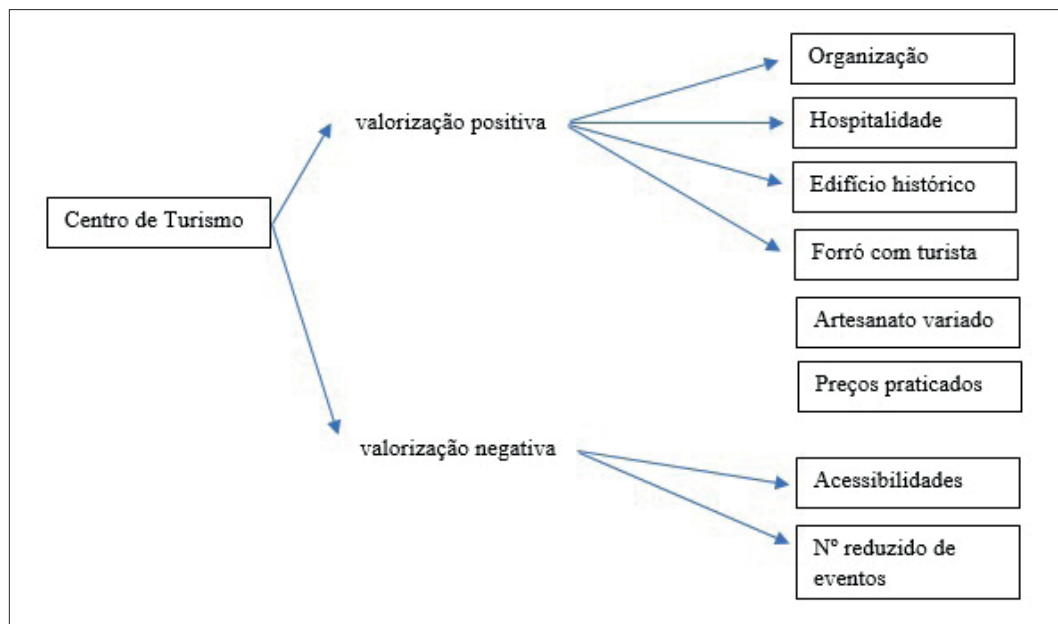 Organização
valorização positiva
Hospitalidade
Edifício histórico
Centro de Turismo
Forró com turista
Artesanato variado
Preços praticados
valorização negativa
Acessibilidades
Nº reduzido de
eventos